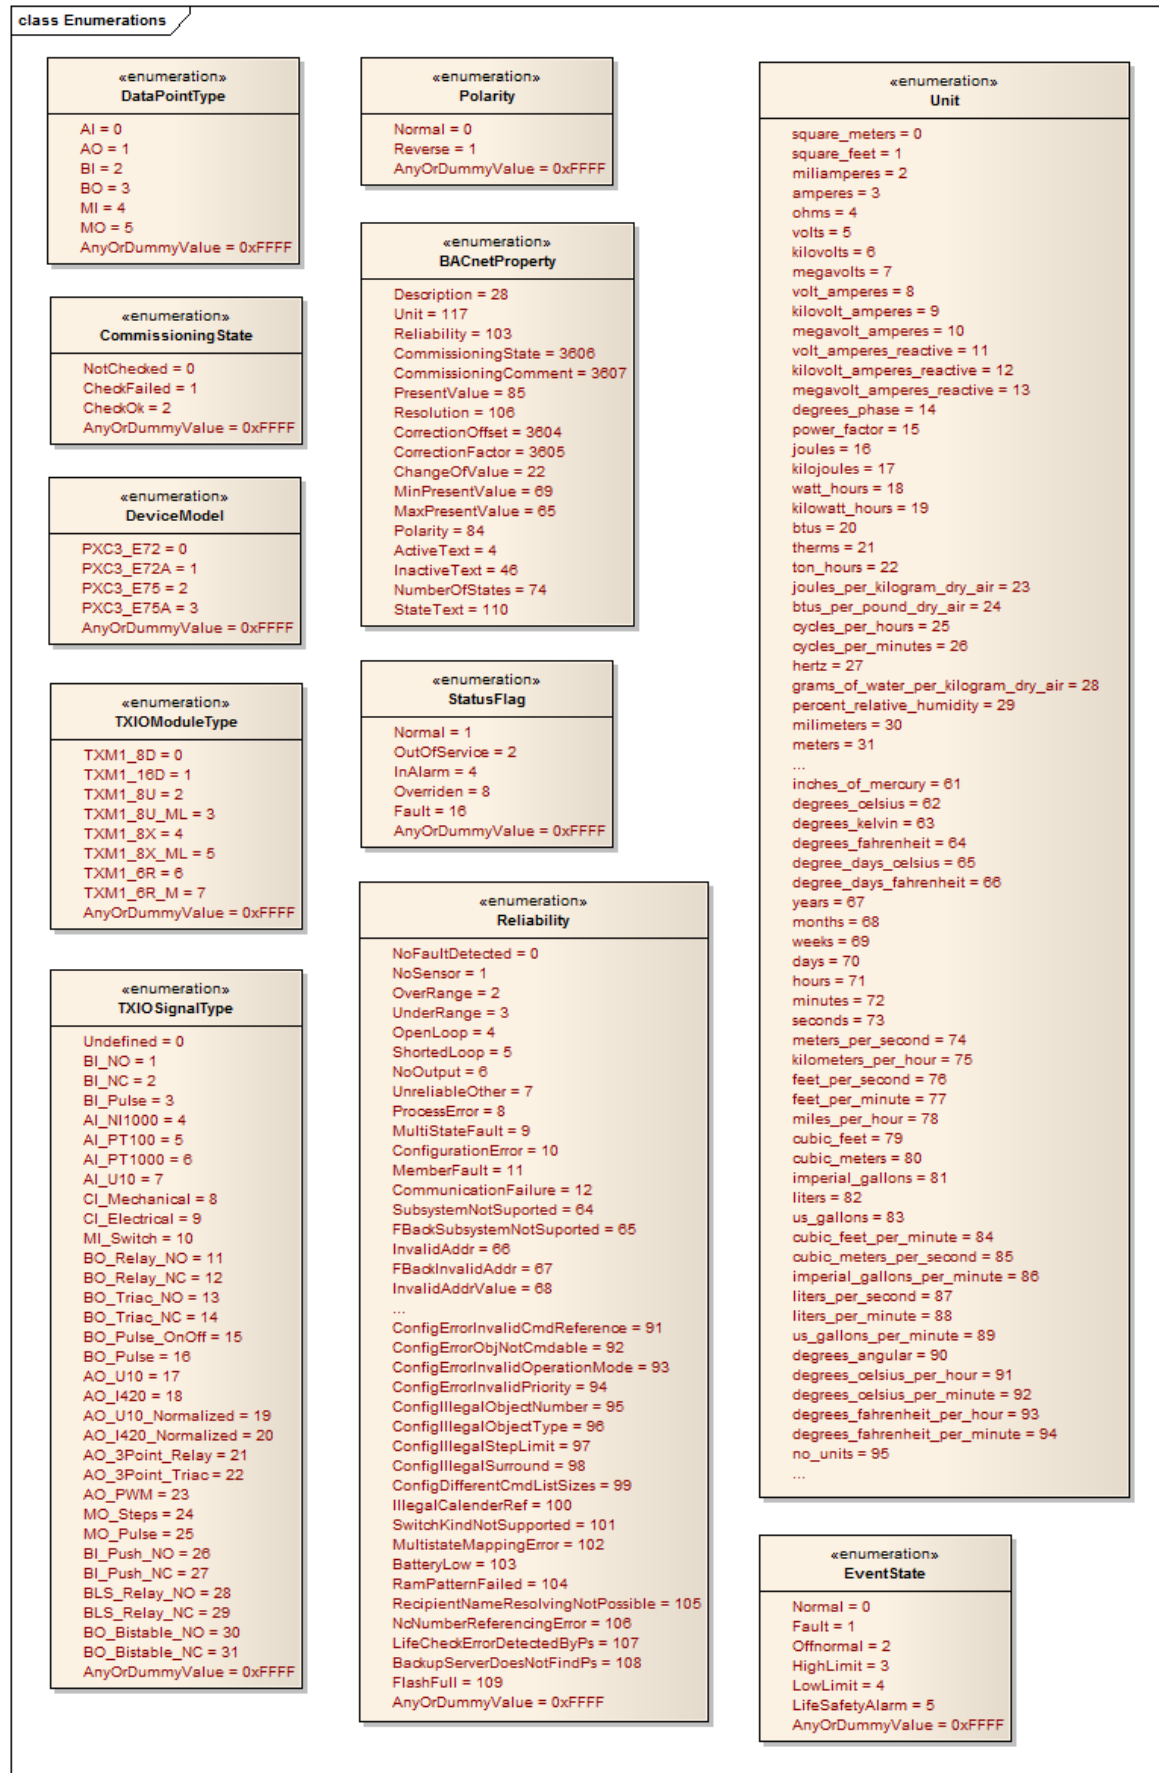 class Enumerations
«enumeration»
DataPointType
AI = 0
AO = 1
BI = 2
BO = 3
MI = 4
MO = 5
AnyOrDummyValue = 0xFFFF
«enumeration»
CommissioningState
NotChecked = 0
CheckFailed = 1
CheckOk = 2
AnyOrDummyValue = 0xFFFF
«enumeration»
DeviceModel
PXC3_E72 = 0
PXC3_E72A = 1
PXC3_E75 = 2
PXC3_E75A = 3
AnyOrDummyValue = 0xFFFF
«enumeration»
TXIOModuleType
TXM1_8D = 0
TXM1_16D = 1
TXM1_8U = 2
TXM1_8U_ML = 3
TXM1_8X = 4
TXM1_8X_ML = 5
TXM1_6R = 6
TXM1_6R_M = 7
AnyOrDummyValue = 0xFFFF
«enumeration»
TXIOSignalType
Undefined = 0
BI_NO = 1
BI_NC = 2
BI_Pulse = 3
AI_NI1000 = 4
AI_PT100 = 5
AI_PT1000 = 6
AI_U10 = 7
CI_Mechanical = 8
CI_Electrical = 9
MI_Switch = 10
BO_Relay_NO = 11
BO_Relay_NC = 12
BO_Triac_NO = 13
BO_Triac_NC = 14
BO_Pulse_OnOff = 15
BO_Pulse = 16
AO_U10 = 17
AO_I420 = 18
AO_U10_Normalized = 19
AO_I420_Normalized = 20
AO_3Point_Relay = 21
AO_3Point_Triac = 22
AO_PWM = 23
MO_Steps = 24
MO_Pulse = 25
BI_Push_NO = 26
BI_Push_NC = 27
BLS_Relay_NO = 28
BLS_Relay_NC = 29
BO_Bistable_NO = 30
BO_Bistable_NC = 31
AnyOrDummyValue = 0xFFFF
«enumeration»
Polarity
Normal = 0
Reverse = 1
AnyOrDummyValue = 0xFFFF
«enumeration»
BACnetProperty
Description = 28
Unit = 117
Reliability = 103
CommissioningState = 3606
CommissioningComment = 3607
PresentValue = 85
Resolution = 106
CorrectionOffset = 3604
CorrectionFactor = 3605
ChangeOfValue = 22
MinPresentValue = 69
MaxPresentValue = 65
Polarity = 84
ActiveText = 4
InactiveText = 46
NumberOfStates = 74
StateText = 110
«enumeration»
StatusFlag
Normal = 1
OutOfService = 2
InAlarm = 4
Overriden = 8
Fault = 16
AnyOrDummyValue = 0xFFFF
«enumeration»
Reliability
NoFaultDetected = 0
NoSensor = 1
OverRange = 2
UnderRange = 3
OpenLoop = 4
ShortedLoop = 5
NoOutput = 6
UnreliableOther = 7
ProcessError = 8
MultiStateFault = 9
ConfigurationError = 10
MemberFault = 11
CommunicationFailure = 12
SubsystemNotSuported = 64
FBackSubsystemNotSuported = 65
InvalidAddr = 66
FBackInvalidAddr = 67
InvalidAddrValue = 68
...
ConfigErrorInvalidCmdReference = 91
ConfigErrorObjNotCmdable = 92
ConfigErrorInvalidOperationMode = 93
ConfigErrorInvalidPriority = 94
ConfigIllegalObjectNumber = 95
ConfigIllegalObjectType = 96
ConfigIllegalStepLimit = 97
ConfigIllegalSurround = 98
ConfigDifferentCmdListSizes = 99
IllegalCalenderRef = 100
SwitchKindNotSupported = 101
MultistateMappingError = 102
BatteryLow = 103
RamPatternFailed = 104
RecipientNameResolvingNotPossible = 105
NcNumberReferencingError = 106
LifeCheckErrorDetectedByPs = 107
BackupServerDoesNotFindPs = 108
FlashFull = 109
AnyOrDummyValue = 0xFFFF
«enumeration»
Unit
square_meters = 0
square_feet = 1
miliamperes = 2
amperes = 3
ohms = 4
volts = 5
kilovolts = 6
megavolts = 7
volt_amperes = 8
kilovolt_amperes = 9
megavolt_amperes = 10
volt_amperes_reactive = 11
kilovolt_amperes_reactive = 12
megavolt_amperes_reactive = 13
degrees_phase = 14
power_factor = 15
joules = 16
kilojoules = 17
watt_hours = 18
kilowatt_hours = 19
btus = 20
therms = 21
ton_hours = 22
joules_per_kilogram_dry_air = 23
btus_per_pound_dry_air = 24
cycles_per_hours = 25
cycles_per_minutes = 26
hertz = 27
grams_of_water_per_kilogram_dry_air = 28
percent_relative_humidity = 29
milimeters = 30
meters = 31
...
inches_of_mercury = 61
degrees_celsius = 62
degrees_kelvin = 63
degrees_fahrenheit = 64
degree_days_celsius = 65
degree_days_fahrenheit = 66
years = 67
months = 68
weeks = 69
days = 70
hours = 71
minutes = 72
seconds = 73
meters_per_second = 74
kilometers_per_hour = 75
feet_per_second = 76
feet_per_minute = 77
miles_per_hour = 78
cubic_feet = 79
cubic_meters = 80
imperial_gallons = 81
liters = 82
us_gallons = 83
cubic_feet_per_minute = 84
cubic_meters_per_second = 85
imperial_gallons_per_minute = 86
liters_per_second = 87
liters_per_minute = 88
us_gallons_per_minute = 89
degrees_angular = 90
degrees_celsius_per_hour = 91
degrees_celsius_per_minute = 92
degrees_fahrenheit_per_hour = 93
degrees_fahrenheit_per_minute = 94
no_units = 95
...
«enumeration»
EventState
Normal = 0
Fault = 1
Offnormal = 2
HighLimit = 3
LowLimit = 4
LifeSafetyAlarm = 5
AnyOrDummyValue = 0xFFFF